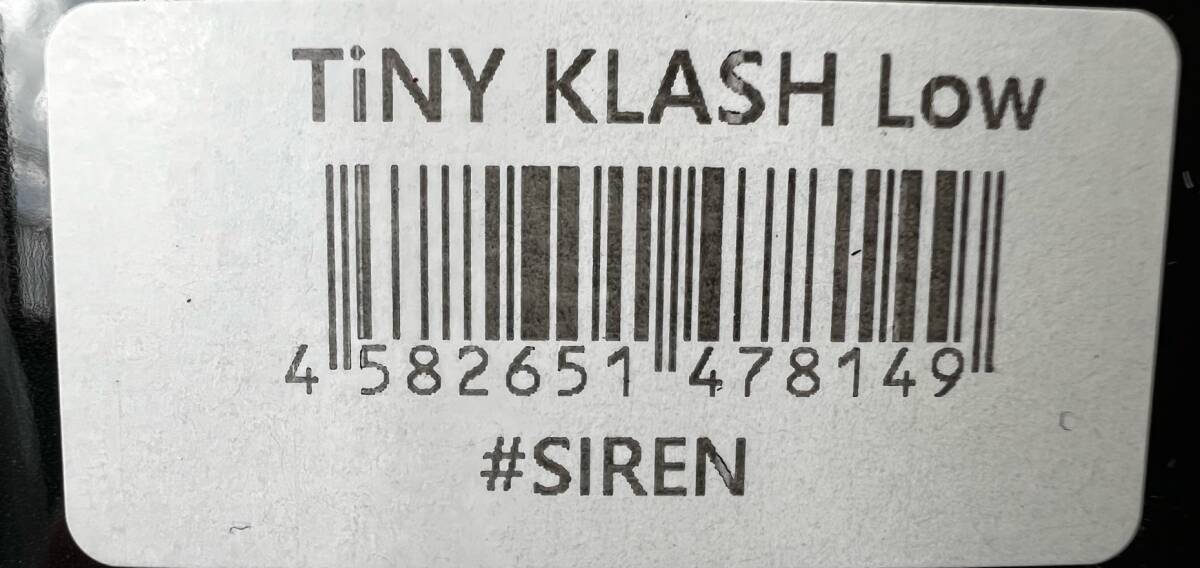 TiNY KLASH Low
4 582651 478149
#SIREN